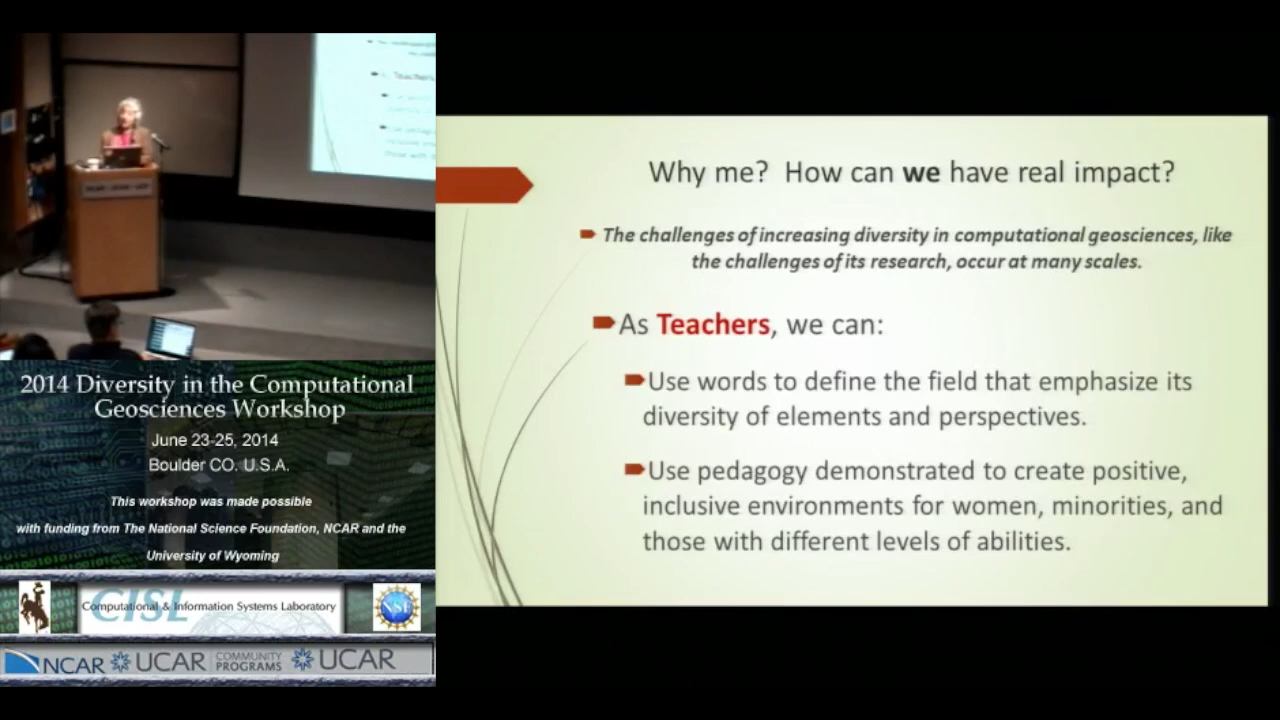 Teachers
2014 Diversity in the Computational
Geosciences Workshop
June 23-25, 2014
Boulder CO. U.S.A.
This workshop was made possible
with funding from The National Science Foundation, NCAR and the
University of Wyoming
CISL
Computational & Information Systems Laboratory
NSF
NCAR
UCAR
COMMUNITY
PROGRAMS
UCAR
Why me? How can we have real impact?
The challenges of increasing diversity in computational geosciences, like
the challenges of its research, occur at many scales.
As Teachers, we can:
Use words to define the field that emphasize its
diversity of elements and perspectives.
Use pedagogy demonstrated to create positive,
inclusive environments for women, minorities, and
those with different levels of abilities.